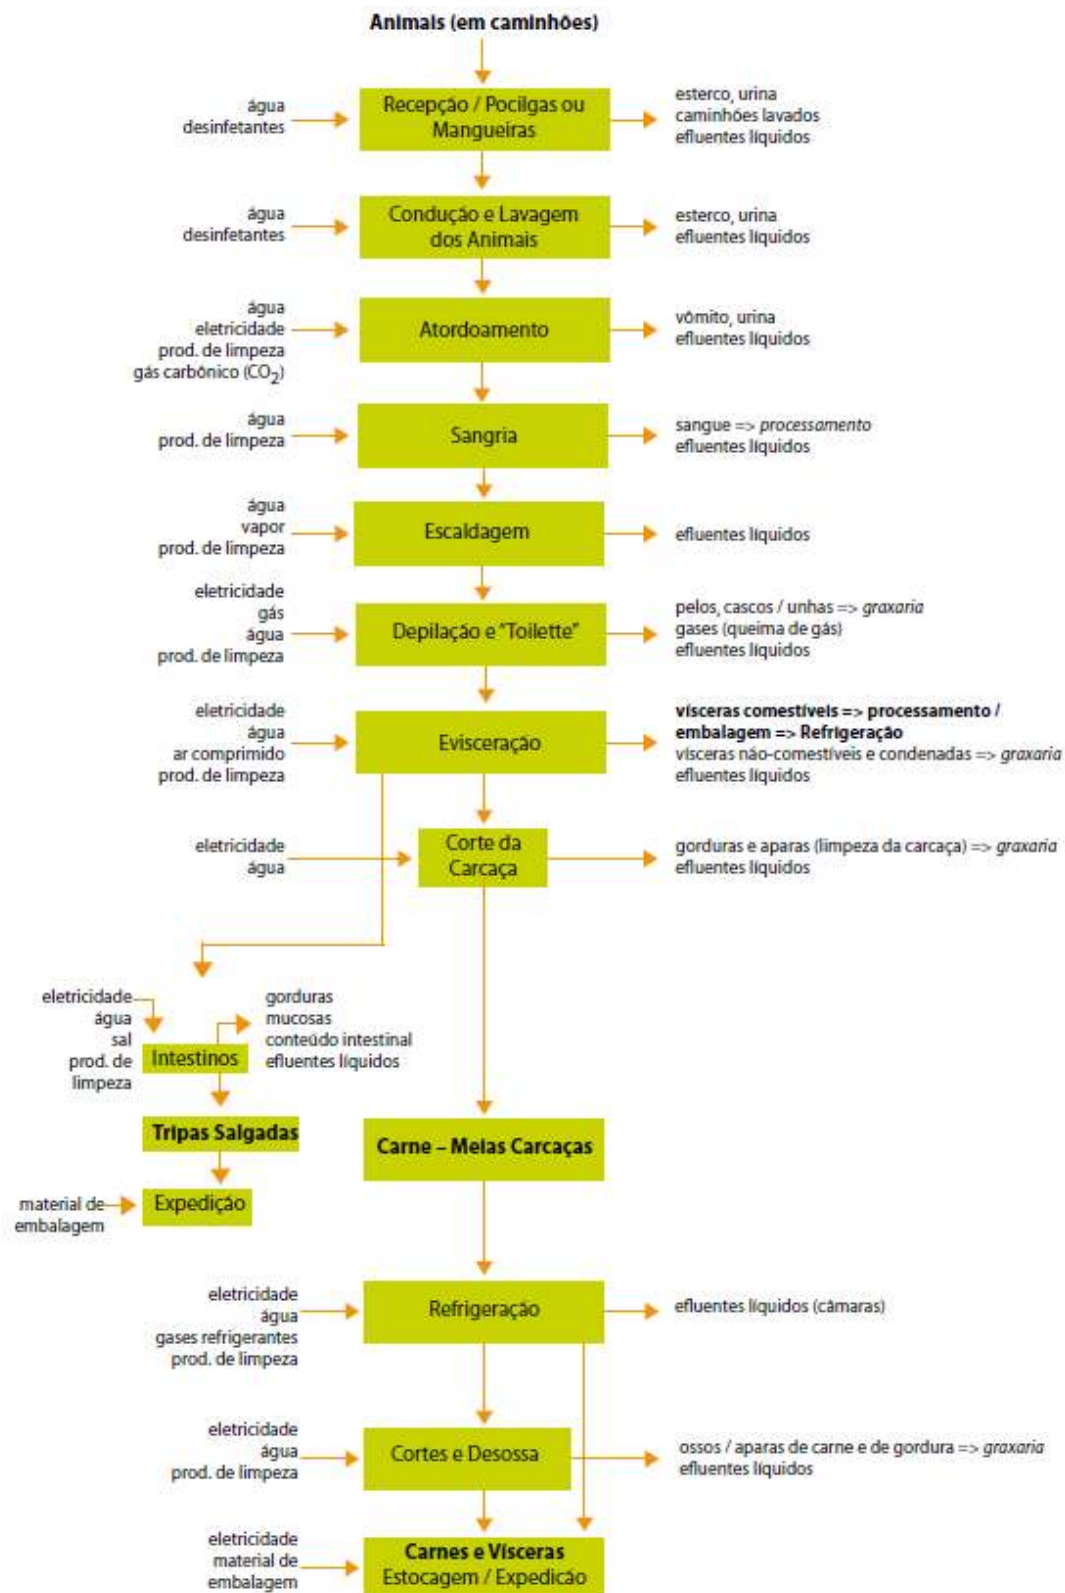 Animais (em caminhões)
água
desinfetantes
Recepção / Pocilgas ou
Mangueiras
esterco, urina
caminhões lavados
efluentes líquidos
água
desinfetantes
Condução e Lavagem
dos Animais
esterco, urina
efluentes líquidos
água
eletricidade
prod. de limpeza
gás carbônico (CO2)
Atordoamento
vômito, urina
efluentes líquidos
água
prod. de limpeza
Sangria
sangue => processamento
efluentes líquidos
água
vapor
prod. de limpeza
Escaldagem
efluentes líquidos
eletricidade
gás
água
prod. de limpeza
Depilação e "Toilette"
pelos, cascos / unhas => graxaria
gases (queima de gás)
efluentes líquidos
eletricidade
água
ar comprimido
prod. de limpeza
Evisceração
vísceras comestíveis => processamento /
embalagem => Refrigeração
vísceras não-comestíveis e condenadas => graxaria
efluentes líquidos
eletricidade
água
Corte da
Carcaça
gorduras e aparas (limpeza da carcaça) => graxaria
efluentes líquidos
eletricidade
água
sal
prod. de
limpeza
Intestinos
gorduras
mucosas
conteúdo intestinal
efluentes líquidos
Tripas Salgadas
Carne – Meias Carcaças
material de
embalagem
Expedição
eletricidade
água
gases refrigerantes
prod. de limpeza
Refrigeração
efluentes líquidos (câmaras)
eletricidade
água
prod. de limpeza
Cortes e Desossa
ossos / aparas de carne e de gordura => graxaria
efluentes líquidos
eletricidade
material de
embalagem
Carnes e Vísceras
Estocagem / Expedição